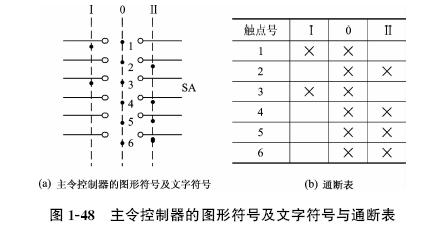 I 0 II
1
2
3
SA
4
5
6
(a) 主令控制器的图形符号及文字符号
触点号 I 0 II
1 × ×
2 × ×
3 × ×
4 × ×
5 × ×
6 × ×
(b) 通断表
图 1-48 主令控制器的图形符号及文字符号与通断表